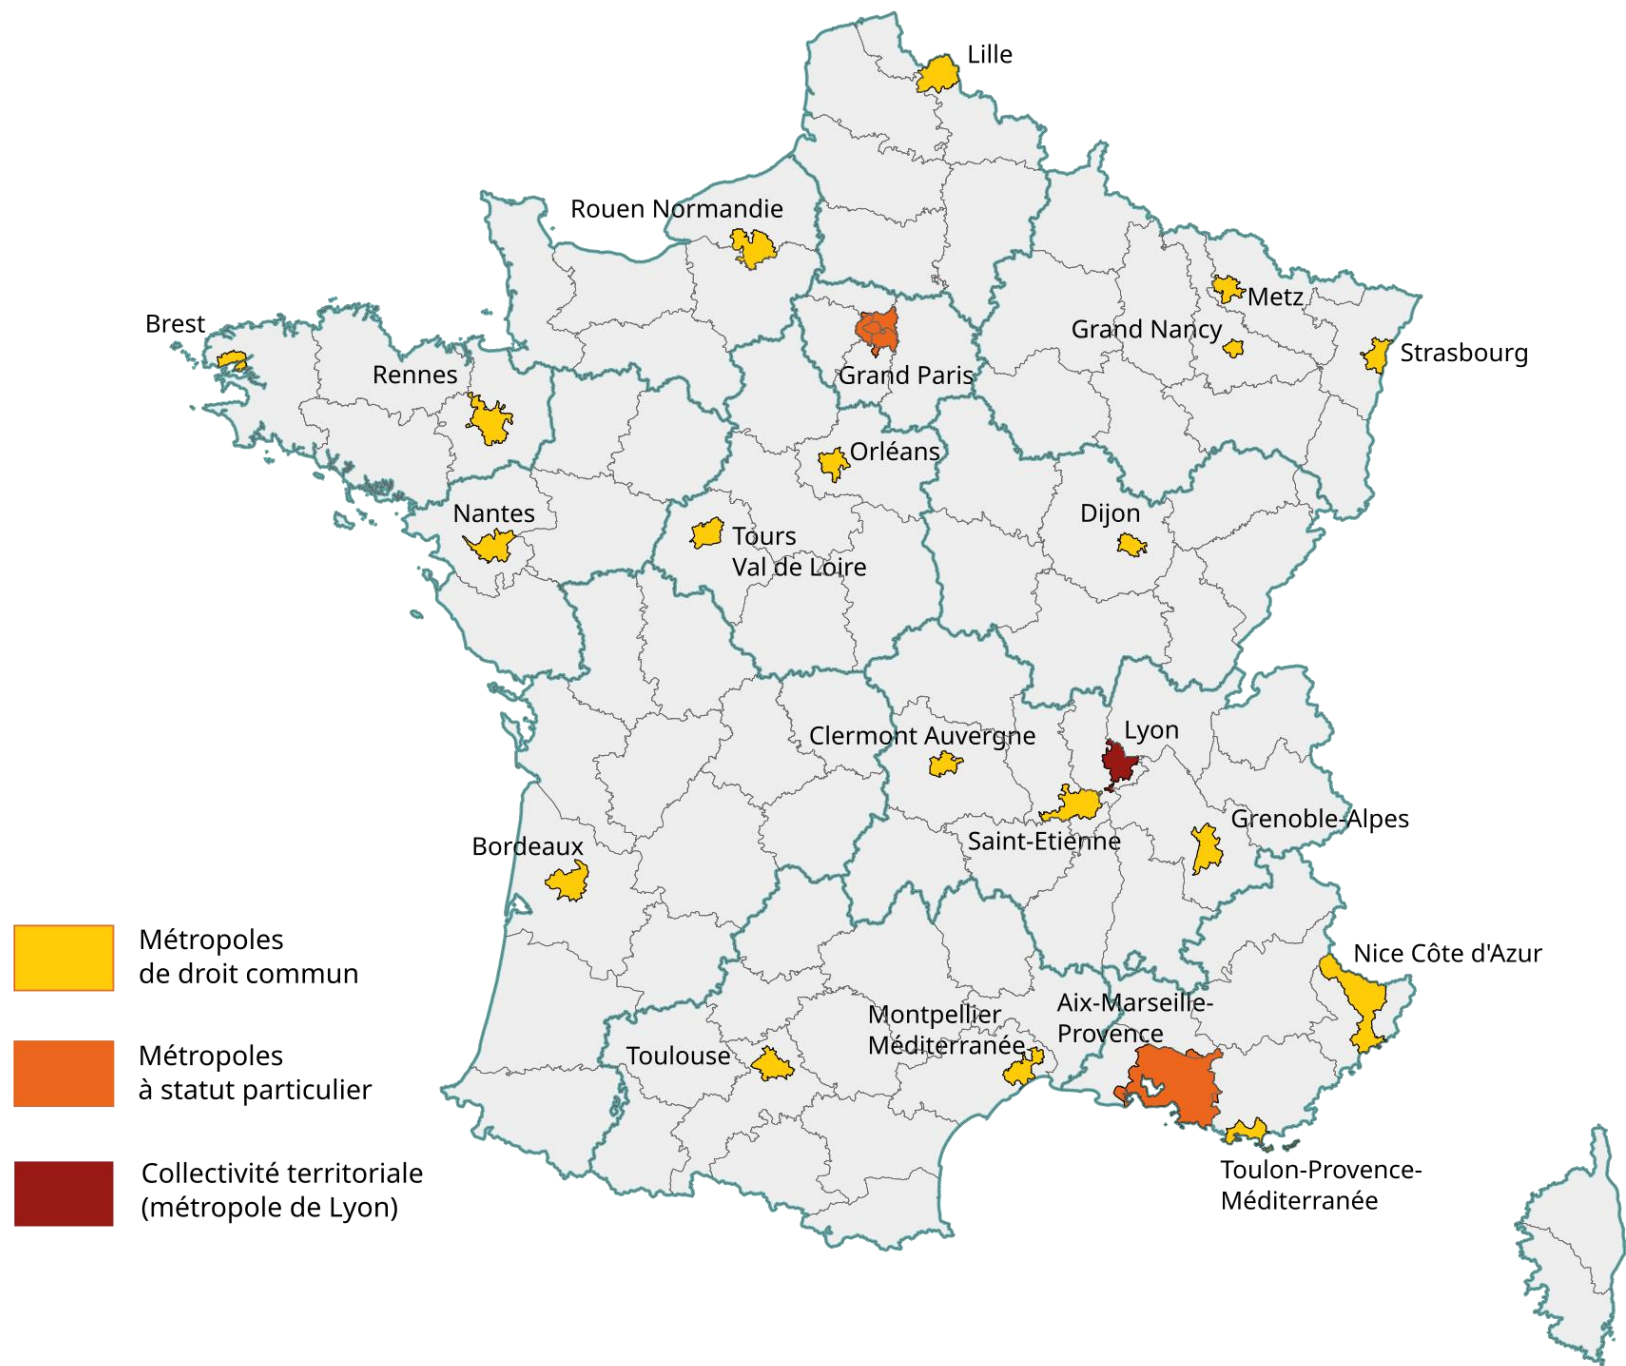 Lille
Rouen Normandie
Metz
Brest
Grand Nancy
Strasbourg
Rennes
Grand Paris
Orléans
Nantes
Dijon
Tours
Val de Loire
Clermont Auvergne
Lyon
Grenoble-Alpes
Saint-Etienne
Bordeaux
Métropoles
de droit commun
Nice Côte d'Azur
Aix-Marseille-
Provence
Montpellier
Méditerranée
Toulouse
Métropoles
à statut particulier
Toulon-Provence-
Méditerranée
Collectivité territoriale
(métropole de Lyon)